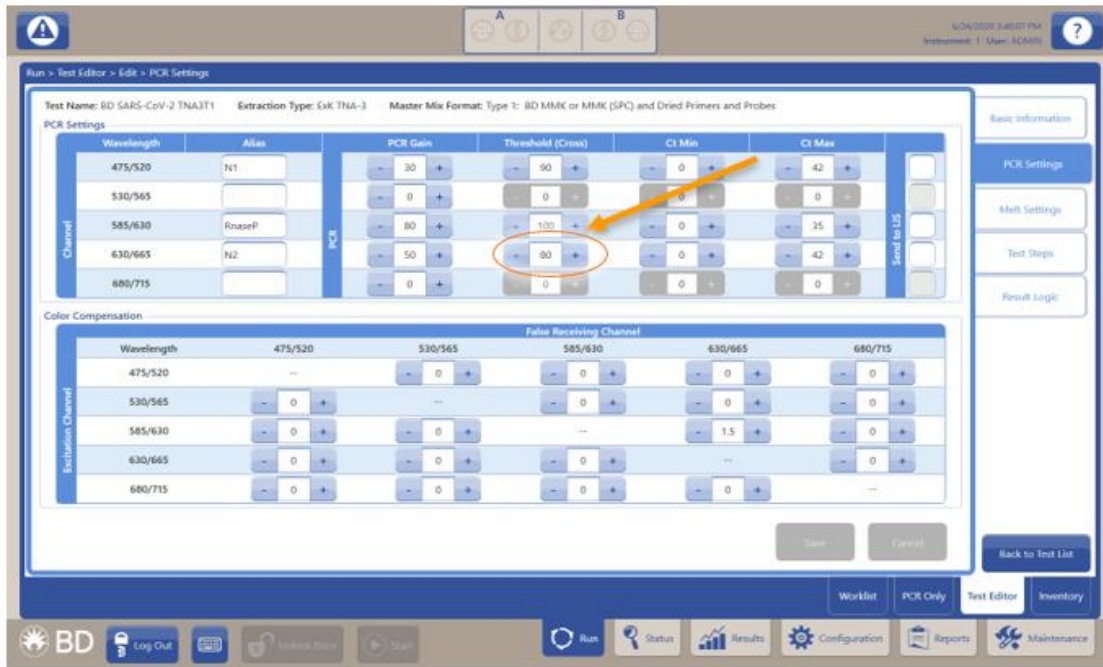 A B
6/24/2020 3:48:07 PM
Instrument: 1 User: ADMIN
?
Run > Test Editor > Edit > PCR Settings
Test Name: BD SARS-CoV-2 TNA3T1 Extraction Type: ExK TNA-3 Master Mix Format: Type 1: BD MMK or MMK (SPC) and Dried Primers and Probes
PCR Settings
Wavelength Alias PCR Gain Threshold (Cross) Ct Min Ct Max
475/520 N1 - 30 + - 90 + - 0 + - 42 +
530/565 - 0 + - 0 + - 0 + - 0 +
585/630 RnaseP - 80 + - 100 + - 0 + - 35 +
630/665 N2 - 50 + - 80 + - 0 + - 42 +
680/715 - 0 + - 0 + - 0 + - 0 +
Channel
PCR
Send to LIS
Color Compensation
False Receiving Channel
Wavelength 475/520 530/565 585/630 630/665 680/715
475/520 -- - 0 + - 0 + - 0 + - 0 +
530/565 - 0 + -- - 0 + - 0 + - 0 +
585/630 - 0 + - 0 + -- - 1.5 + - 0 +
630/665 - 0 + - 0 + - 0 + -- - 0 +
680/715 - 0 + - 0 + - 0 + - 0 + --
Excitation Channel
Save Cancel
Basic Information
PCR Settings
Melt Settings
Test Steps
Result Logic
Back to Test List
Worklist PCR Only Test Editor Inventory
BD Log Out Unlock Door Start Run Status Results Configuration Reports Maintenance